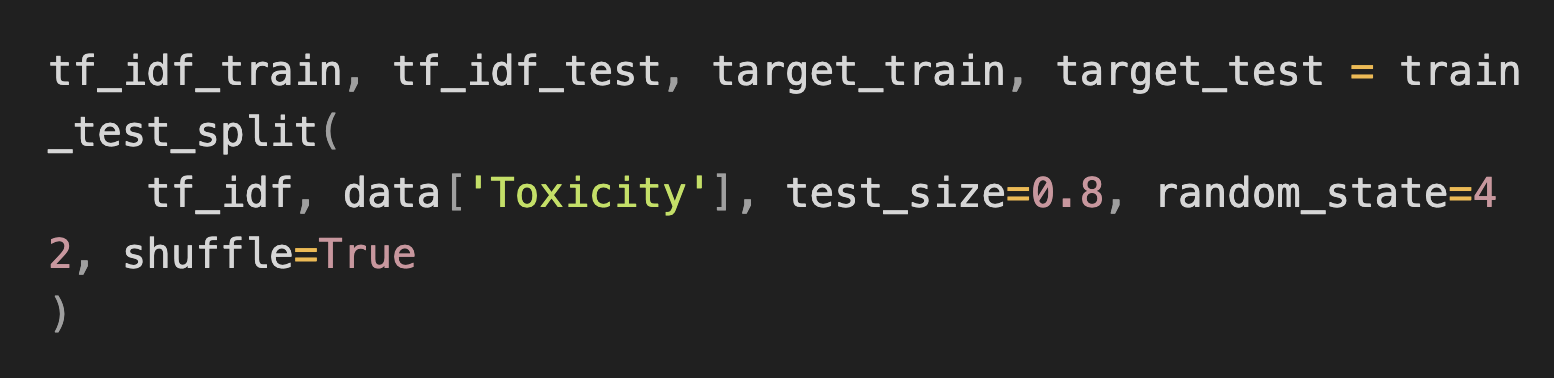 tf_idf_train, tf_idf_test, target_train, target_test = train
_test_split(
    tf_idf, data['Toxicity'], test_size=0.8, random_state=4
2, shuffle=True
)